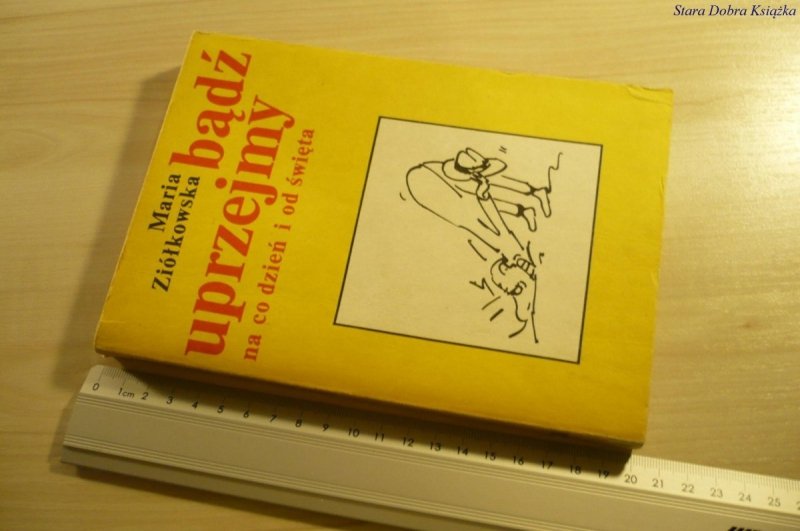 Stara Dobra Książka
Maria
Ziółkowska
bądź
uprzejmy
na co dzień i od święta
0 1cm 2 3 4 5 6 7 8 9 10 11 12 13 14 15 16 17 18 19 20 21 22 23 24 25